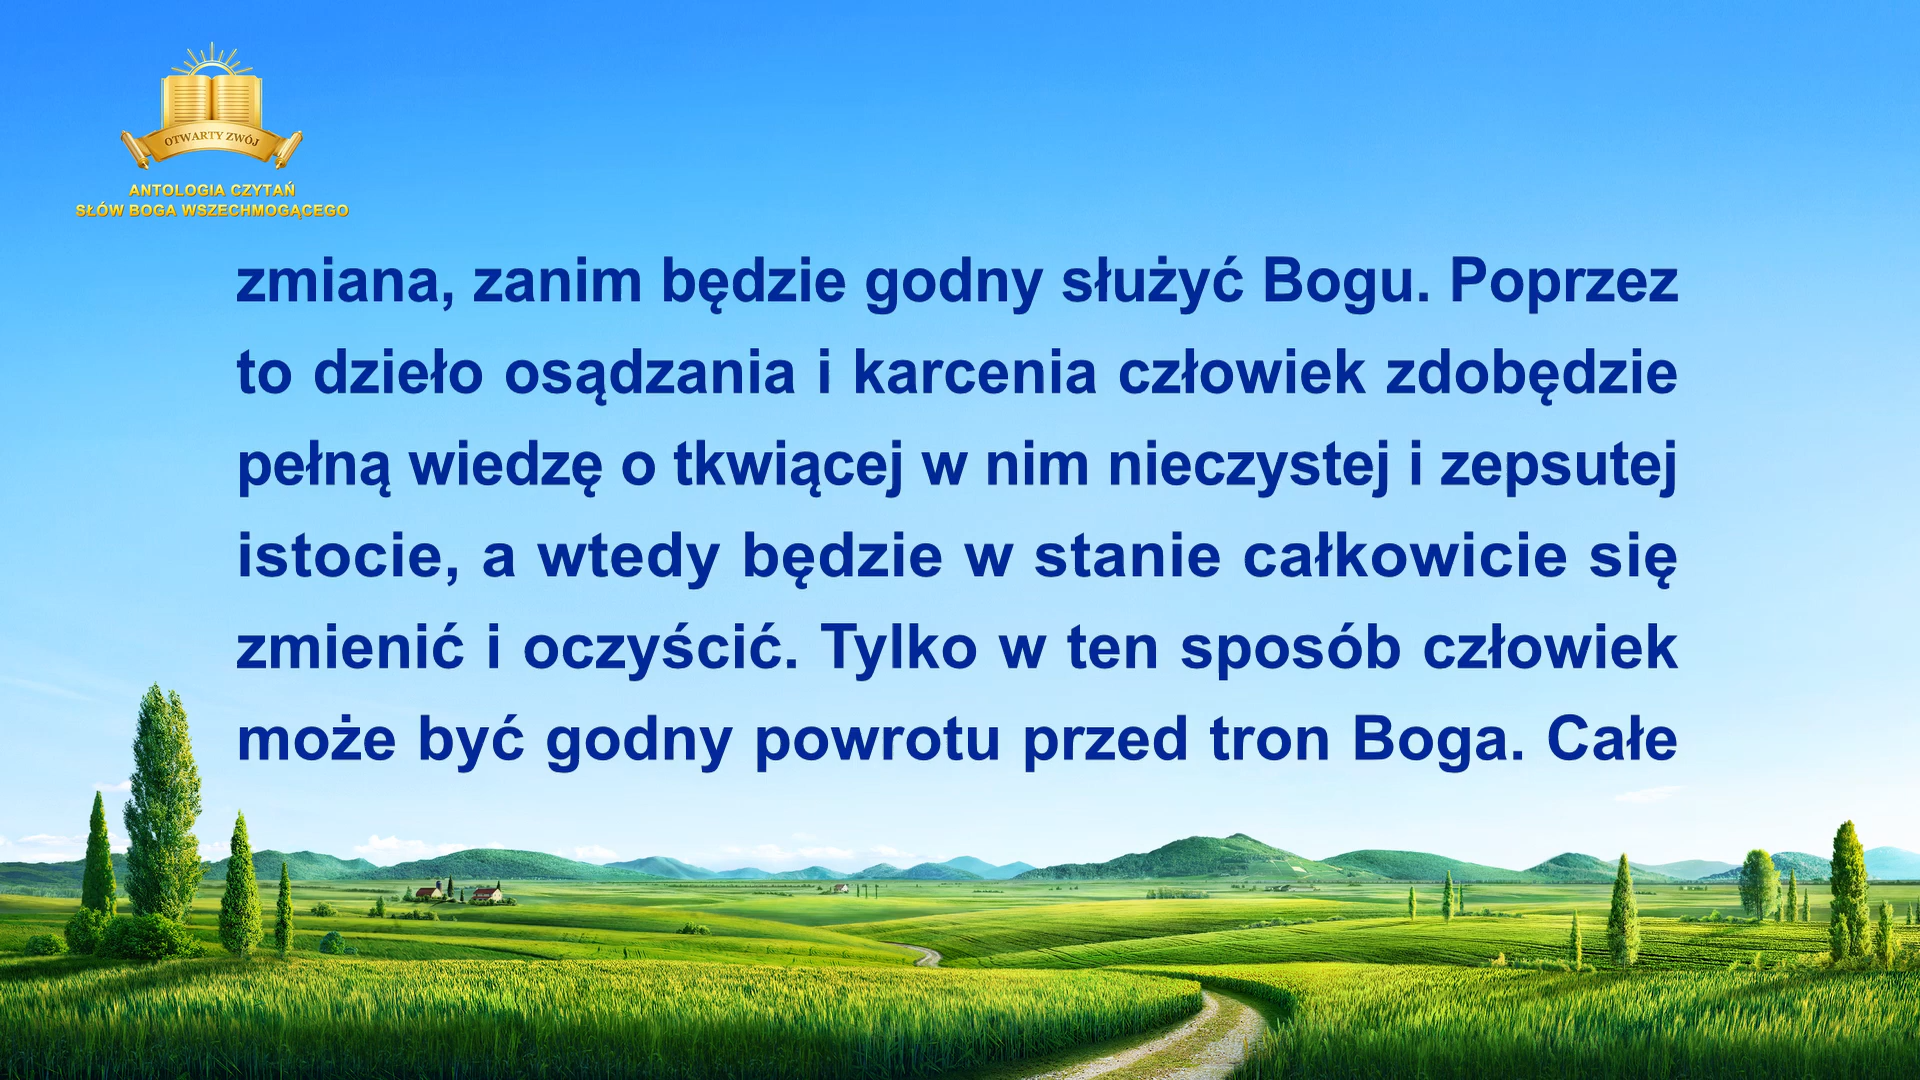 OTWARTY ZWÓJ
ANTOLOGIA CZYTAŃ
SŁÓW BOGA WSZECHMOGĄCEGO
zmiana, zanim będzie godny służyć Bogu. Poprzez
to dzieło osądzania i karcenia człowiek zdobędzie
pełną wiedzę o tkwiącej w nim nieczystej i zepsutej
istocie, a wtedy będzie w stanie całkowicie się
zmienić i oczyścić. Tylko w ten sposób człowiek
może być godny powrotu przed tron Boga. Całe